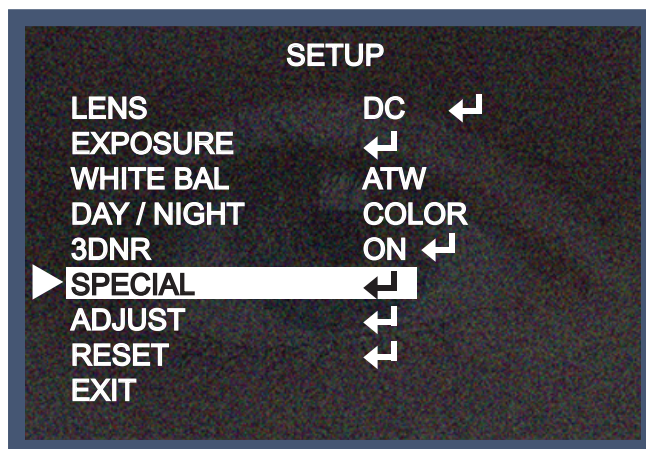 SETUP
LENS DC ↵
EXPOSURE ↵
WHITE BAL ATW
DAY / NIGHT COLOR
3DNR ON ↵
SPECIAL ↵
ADJUST ↵
RESET ↵
EXIT